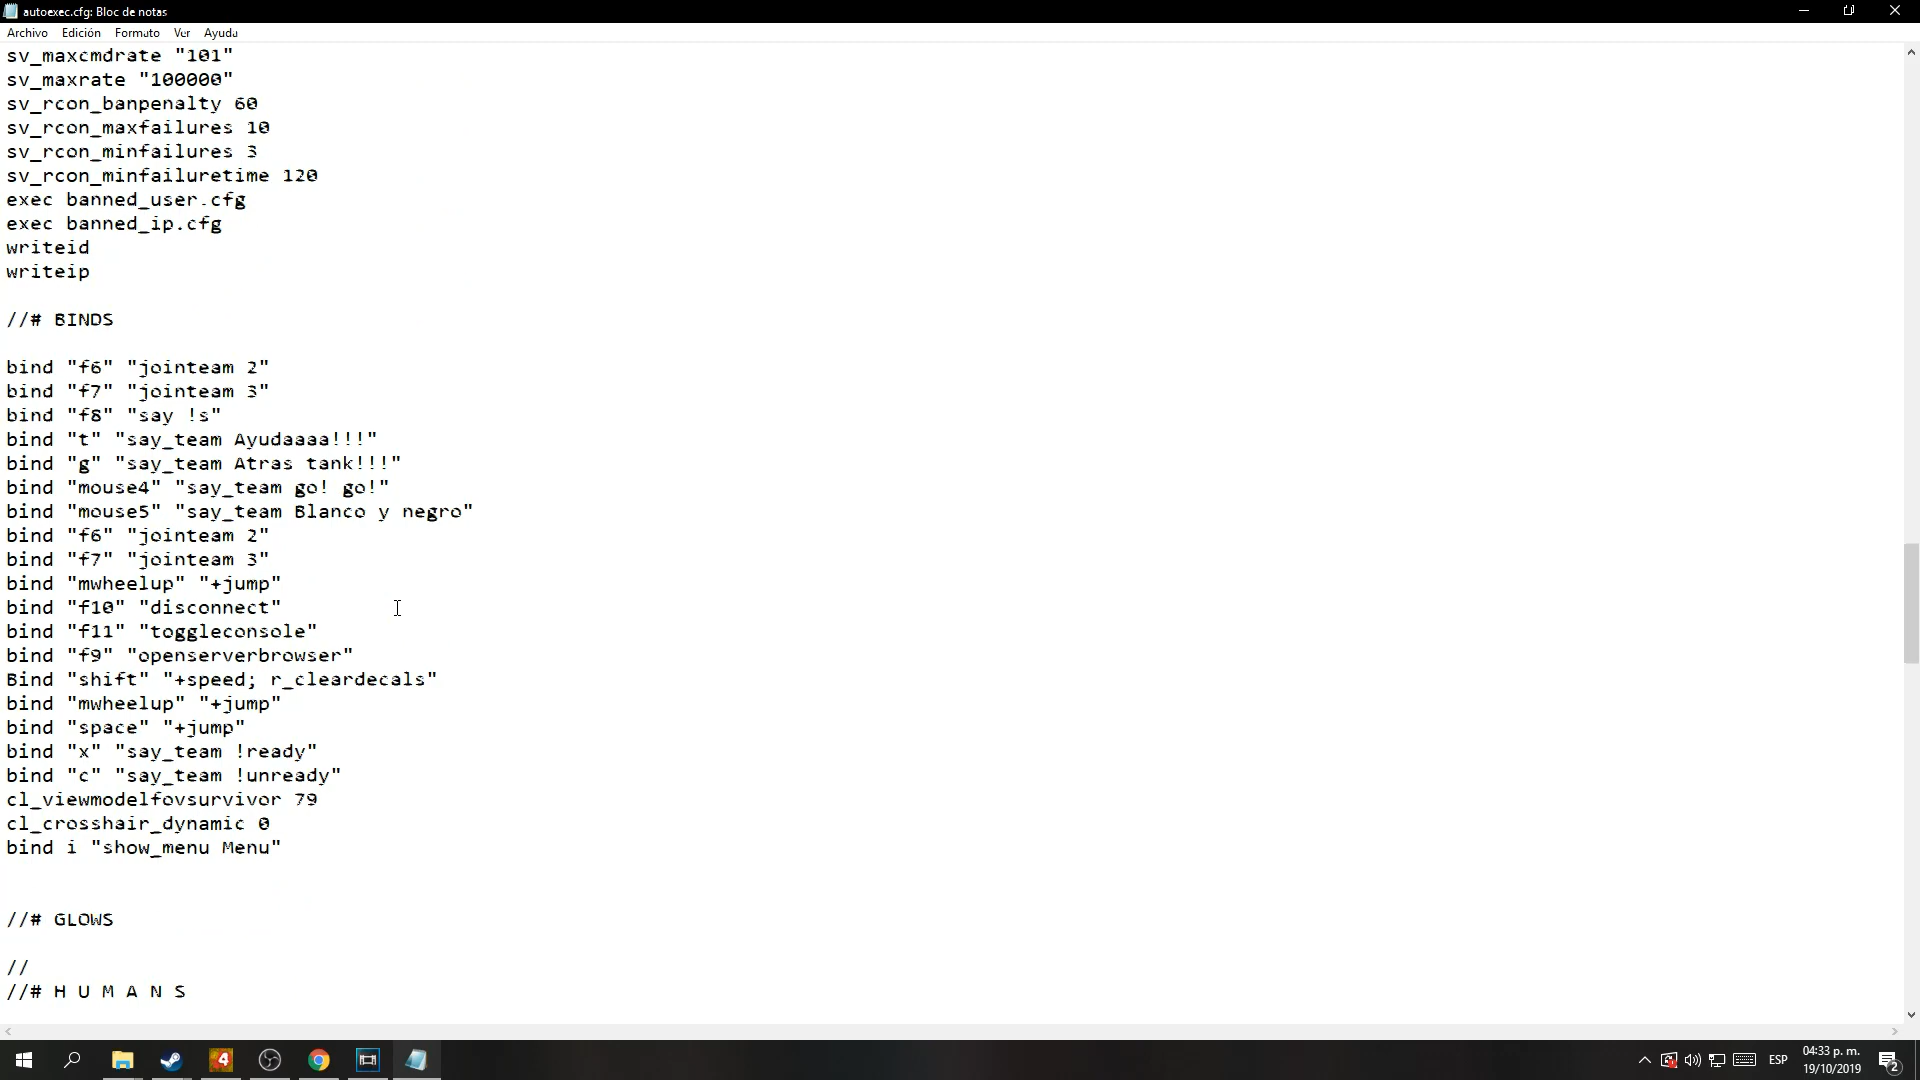 autoexec.cfg: Bloc de notas
Archivo Edición Formato Ver Ayuda
sv_maxcmdrate "101"
sv_maxrate "100000"
sv_rcon_banpenalty 60
sv_rcon_maxfailures 10
sv_rcon_minfailures 3
sv_rcon_minfailuretime 120
exec banned_user.cfg
exec banned_ip.cfg
writeid
writeip
//# BINDS
bind "f6" "jointeam 2"
bind "f7" "jointeam 3"
bind "f8" "say !s"
bind "t" "say_team Ayudaaaa!!!"
bind "g" "say_team Atras tank!!!"
bind "mouse4" "say_team go! go!"
bind "mouse5" "say_team Blanco y negro"
bind "f6" "jointeam 2"
bind "f7" "jointeam 3"
bind "mwheelup" "+jump"
bind "f10" "disconnect"
bind "f11" "toggleconsole"
bind "f9" "openserverbrowser"
Bind "shift" "+speed; r_cleardecals"
bind "mwheelup" "+jump"
bind "space" "+jump"
bind "x" "say_team !ready"
bind "c" "say_team !unready"
cl_viewmodelfovsurvivor 79
cl_crosshair_dynamic 0
bind i "show_menu Menu"
//# GLOWS
//
//# H U M A N S
4
ESP
04:33 p. m.
19/10/2019
2